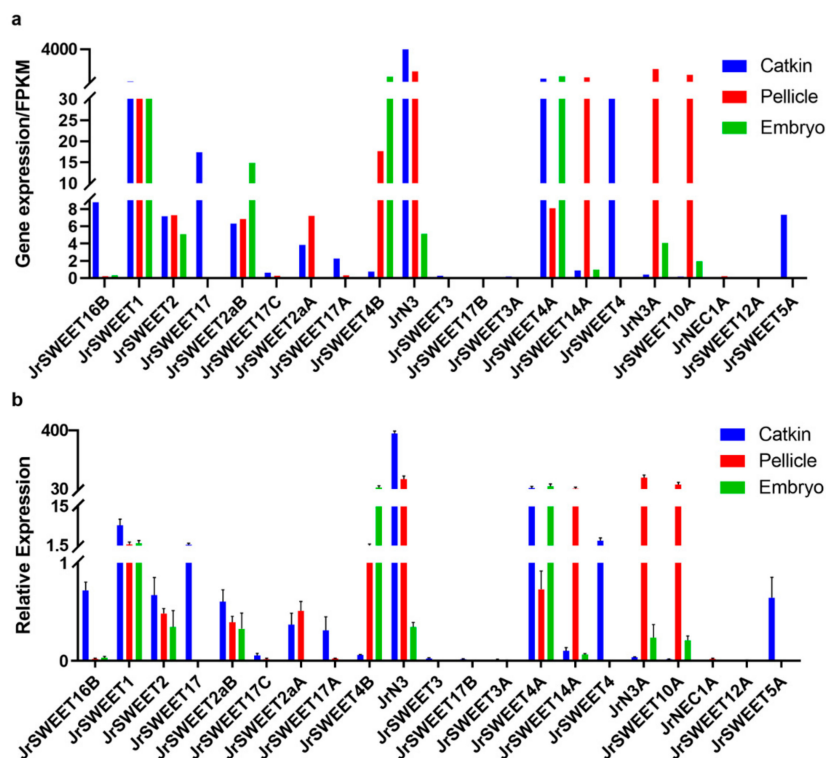 a
Gene expression/FPKM
4000
30
25
20
15
10
8
6
4
2
0
Catkin
Pellicle
Embryo
JrSWEET16B
JrSWEET1
JrSWEET2
JrSWEET17
JrSWEET2aB
JrSWEET17C
JrSWEET2aA
JrSWEET17A
JrSWEET4B
JrN3
JrSWEET3
JrSWEET17B
JrSWEET3A
JrSWEET4A
JrSWEET14A
JrSWEET4
JrN3A
JrSWEET10A
JrNEC1A
JrSWEET12A
JrSWEET5A
b
Relative Expression
400
30
15
1.5
1
0
Catkin
Pellicle
Embryo
JrSWEET16B
JrSWEET1
JrSWEET2
JrSWEET17
JrSWEET2aB
JrSWEET17C
JrSWEET2aA
JrSWEET17A
JrSWEET4B
JrN3
JrSWEET3
JrSWEET17B
JrSWEET3A
JrSWEET4A
JrSWEET14A
JrSWEET4
JrN3A
JrSWEET10A
JrNEC1A
JrSWEET12A
JrSWEET5A